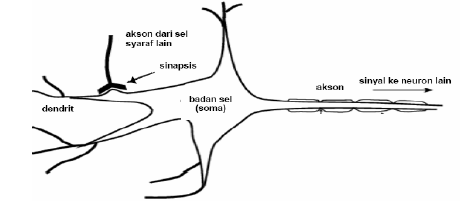 akson dari sel
syaraf lain
sinapsis
dendrit
badan sel
(soma)
akson
sinyal ke neuron lain